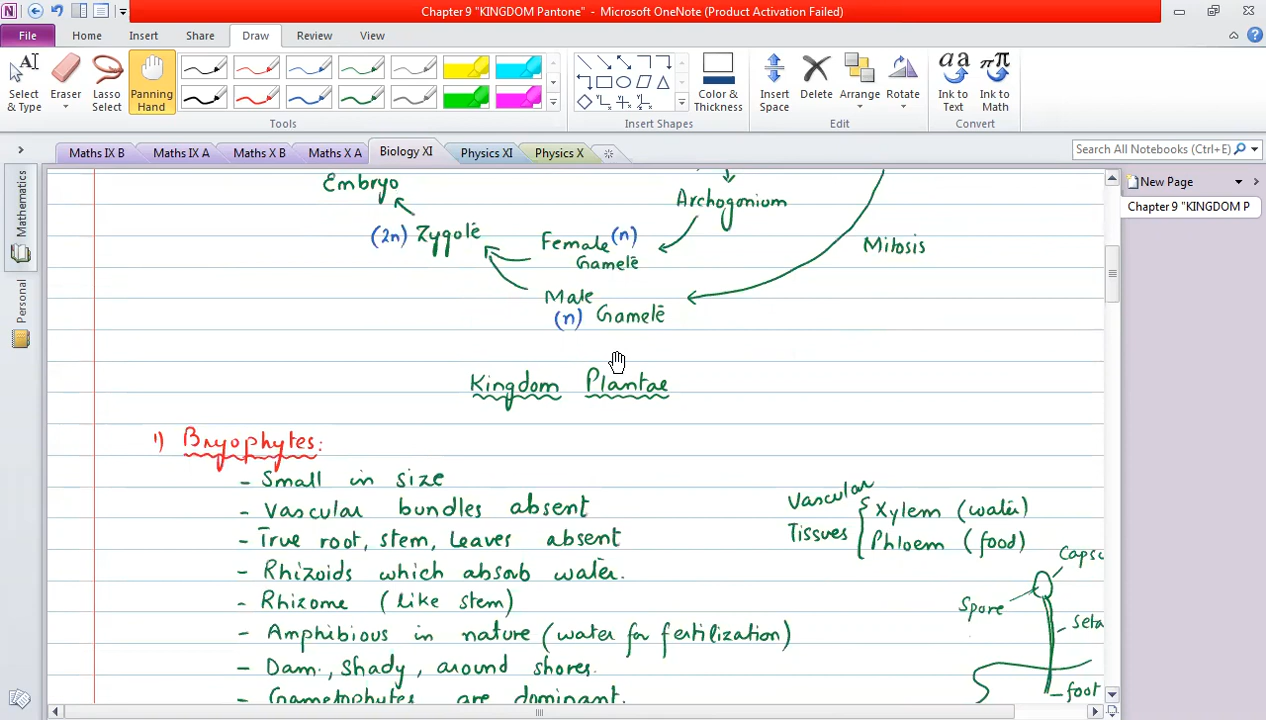 Chapter 9 "KINGDOM Pantone" - Microsoft OneNote (Product Activation Failed)
File Home Insert Share Draw Review View
Select & Type
Eraser
Lasso Select
Panning Hand
Color & Thickness
Insert Space
Delete
Arrange
Rotate
Ink to Text
Ink to Math
Tools
Insert Shapes
Edit
Convert
Maths IX B Maths IX A Maths X B Maths X A Biology XI Physics XI Physics X
Search All Notebooks (Ctrl+E)
New Page
Chapter 9 "KINGDOM P
Mathematics
Personal
Embryo
Archogonium
(2n) Zygote
Female (n)
Gamete
Mitosis
Male
(n) Gamete
Kingdom Plantae
1) Bryophytes:
- Small in size
- Vascular bundles absent
- True root, stem, Leaves absent
- Rhizoids which absorb water.
- Rhizome (like stem)
- Amphibious in nature (water for fertilization)
- Dam, Shady, around shores.
- Gametophytes are dominant.
Vascular Tissues
Xylem (water)
Phloem (food)
Capsu
Spore
Seta
foot